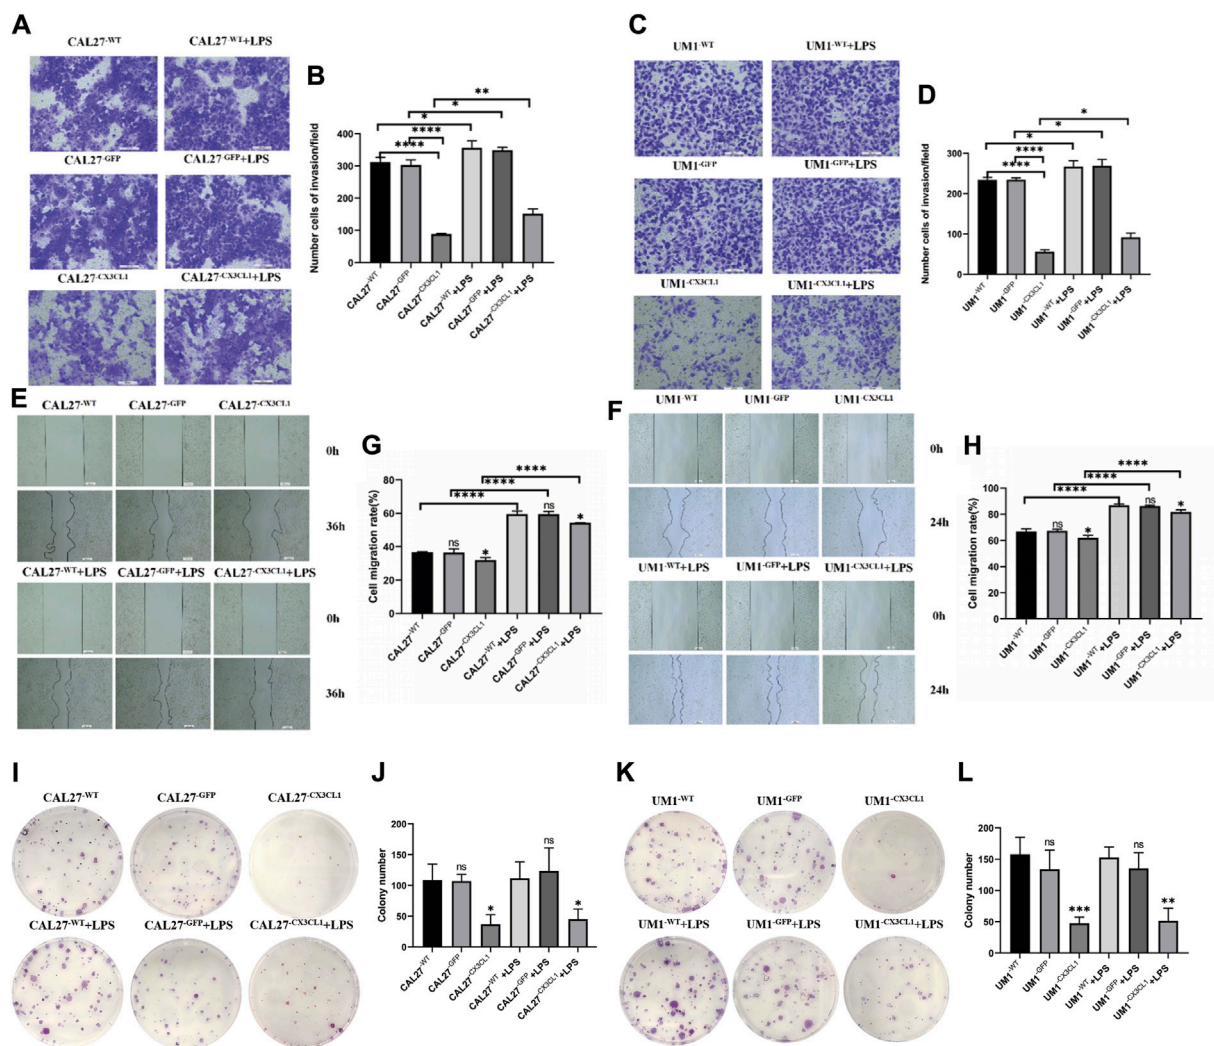 A
CAL27-WT
CAL27-WT+LPS
CAL27-GFP
CAL27-GFP+LPS
CAL27-CX3CL1
CAL27-CX3CL1+LPS
B
Number cells of invasion/field
400
300
200
100
0
**
*
*
****
****
CAL27-WT
CAL27-GFP
CAL27-CX3CL1
CAL27-WT+LPS
CAL27-GFP+LPS
CAL27-CX3CL1+LPS
C
UM1-WT
UM1-WT+LPS
UM1-GFP
UM1-GFP+LPS
UM1-CX3CL1
UM1-CX3CL1+LPS
D
Number cells of invasion/field
300
200
100
0
*
*
*
****
****
UM1-WT
UM1-GFP
UM1-CX3CL1
UM1-WT+LPS
UM1-GFP+LPS
UM1-CX3CL1+LPS
E
CAL27-WT
CAL27-GFP
CAL27-CX3CL1
0h
36h
CAL27-WT+LPS
CAL27-GFP+LPS
CAL27-CX3CL1+LPS
0h
36h
G
Cell migration rate(%)
80
60
40
20
0
****
****
****
ns
*
ns
*
CAL27-WT
CAL27-GFP
CAL27-CX3CL1
CAL27-WT+LPS
CAL27-GFP+LPS
CAL27-CX3CL1+LPS
F
UM1-WT
UM1-GFP
UM1-CX3CL1
0h
24h
UM1-WT+LPS
UM1-GFP+LPS
UM1-CX3CL1+LPS
0h
24h
H
Cell migration rate(%)
100
80
60
40
20
0
****
****
****
ns
*
ns
*
UM1-WT
UM1-GFP
UM1-CX3CL1
UM1-WT+LPS
UM1-GFP+LPS
UM1-CX3CL1+LPS
I
CAL27-WT
CAL27-GFP
CAL27-CX3CL1
CAL27-WT+LPS
CAL27-GFP+LPS
CAL27-CX3CL1+LPS
J
Colony number
200
150
100
50
0
ns
*
ns
*
CAL27-WT
CAL27-GFP
CAL27-CX3CL1
CAL27-WT+LPS
CAL27-GFP+LPS
CAL27-CX3CL1+LPS
K
UM1-WT
UM1-GFP
UM1-CX3CL1
UM1-WT+LPS
UM1-GFP+LPS
UM1-CX3CL1+LPS
L
Colony number
200
150
100
50
0
ns
***
ns
**
UM1-WT
UM1-GFP
UM1-CX3CL1
UM1-WT+LPS
UM1-GFP+LPS
UM1-CX3CL1+LPS